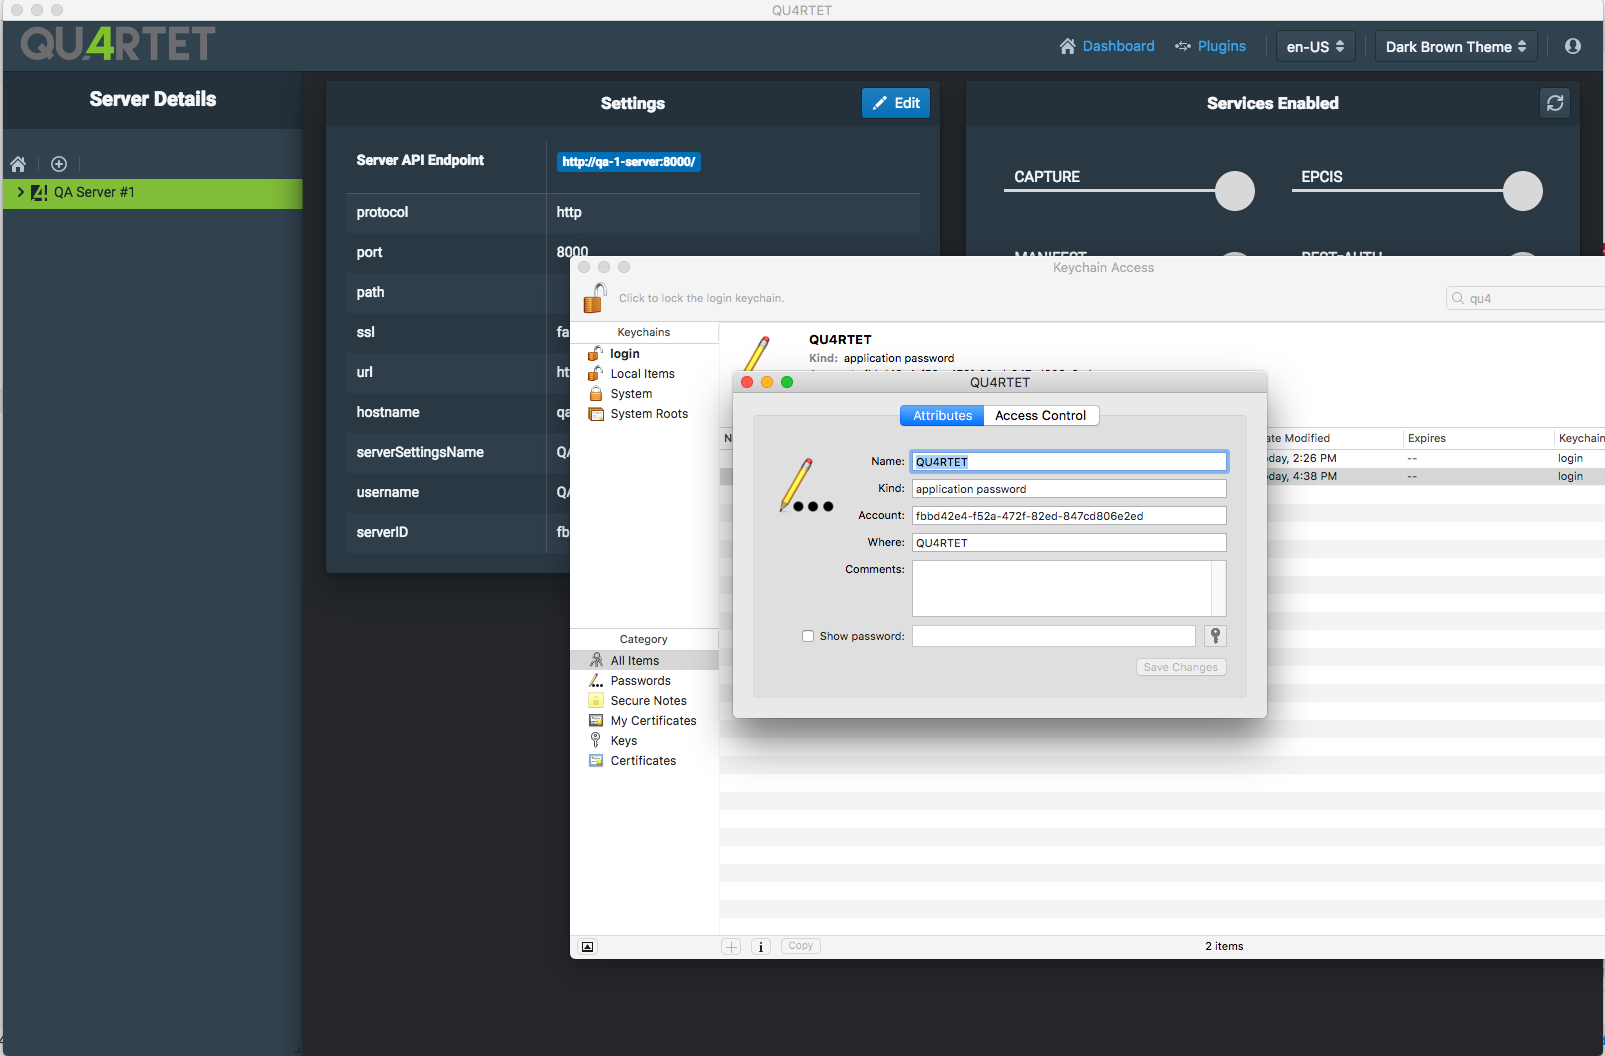 QU4RTET
QU4RTET
Dashboard
Plugins
en-US
Dark Brown Theme
Server Details
QA Server #1
Settings
Edit
Server API Endpoint
http://qa-1-server:8000/
protocol
http
port
8000
path
ssl
fa
url
ht
hostname
qa
serverSettingsName
QA
username
QA
serverID
fb
Services Enabled
CAPTURE
EPCIS
MANIFEST
REST-AUTH
Keychain Access
Click to lock the login keychain.
qu4
Keychains
login
Local Items
System
System Roots
Category
All Items
Passwords
Secure Notes
My Certificates
Keys
Certificates
QU4RTET
Kind: application password
N
ate Modified
Expires
Keychain
day, 2:26 PM
--
login
day, 4:38 PM
--
login
QU4RTET
Attributes
Access Control
Name: QU4RTET
Kind: application password
Account: fbbd42e4-f52a-472f-82ed-847cd806e2ed
Where: QU4RTET
Comments:
Show password:
Save Changes
Copy
2 items